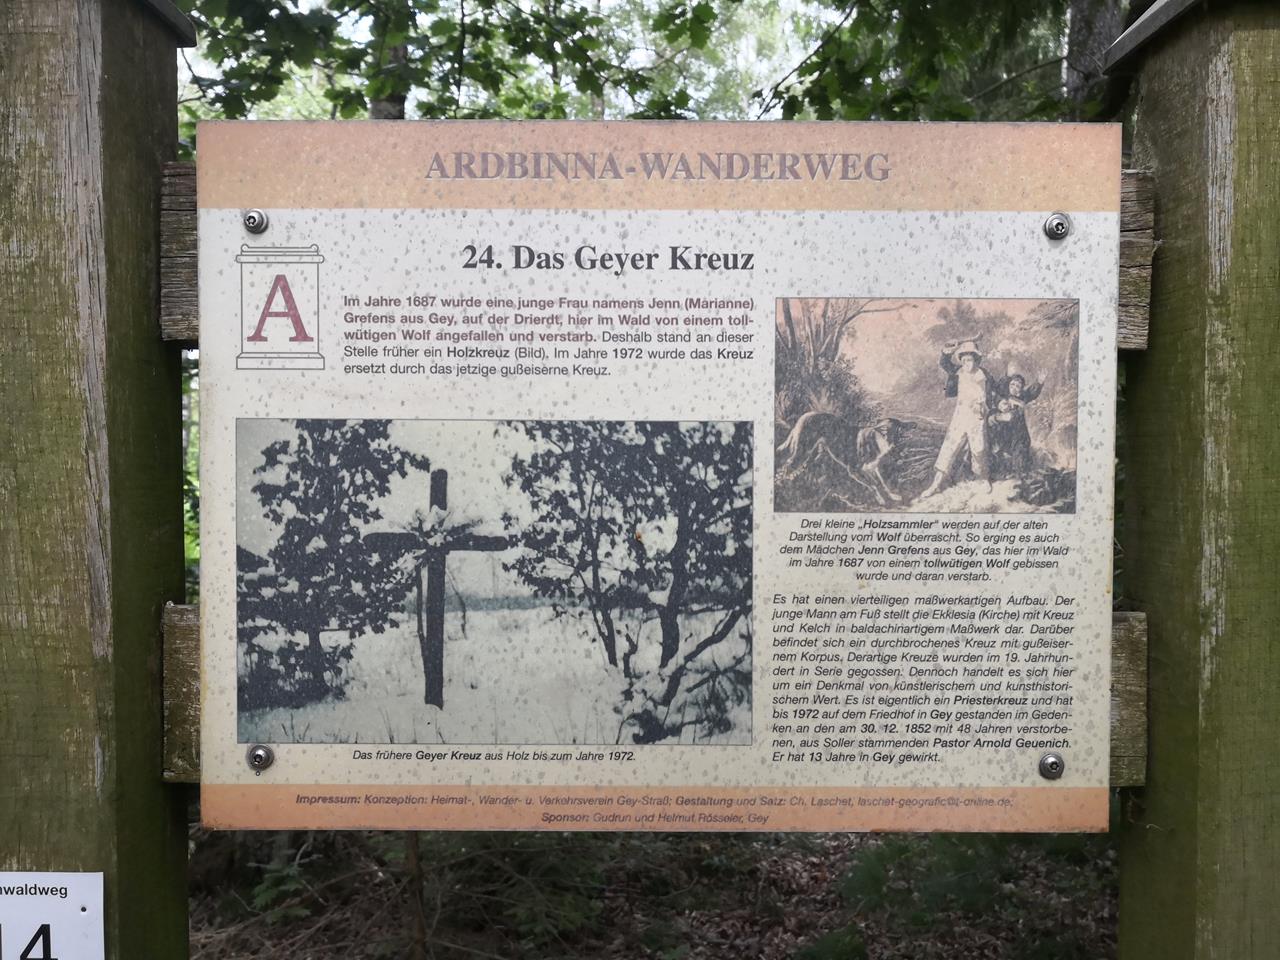 ARDBINNA-WANDERWEG
24. Das Geyer Kreuz
A
Im Jahre 1687 wurde eine junge Frau namens Jenn (Marianne)
Grefens aus Gey, auf der Drierdt, hier im Wald von einem toll-
wütigen Wolf angefallen und verstarb. Deshalb stand an dieser
Stelle früher ein Holzkreuz (Bild). Im Jahre 1972 wurde das Kreuz
ersetzt durch das jetzige gußeiserne Kreuz.
Das frühere Geyer Kreuz aus Holz bis zum Jahre 1972.
Drei kleine „Holzsammler" werden auf der alten
Darstellung vom Wolf überrascht. So erging es auch
dem Mädchen Jenn Grefens aus Gey, das hier im Wald
im Jahre 1687 von einem tollwütigen Wolf gebissen
wurde und daran verstarb.
Es hat einen vierteiligen maßwerkartigen Aufbau. Der
junge Mann am Fuß stellt die Ekklesia (Kirche) mit Kreuz
und Kelch in baldachinartigem Maßwerk dar. Darüber
befindet sich ein durchbrochenes Kreuz mit gußeiser-
nem Korpus. Derartige Kreuze wurden im 19. Jahrhun-
dert in Serie gegossen. Dennoch handelt es sich hier
um ein Denkmal von künstlerischem und kunsthistori-
schem Wert. Es ist eigentlich ein Priesterkreuz und hat
bis 1972 auf dem Friedhof in Gey gestanden im Geden-
ken an den am 30. 12. 1852 mit 48 Jahren verstorbe-
nen, aus Soller stammenden Pastor Arnold Geuenich.
Er hat 13 Jahre in Gey gewirkt.
Impressum: Konzeption: Heimat-, Wander- u. Verkehrsverein Gey-Straß; Gestaltung und Satz: Ch. Laschet, laschet-geografic@t-online.de;
Sponsor: Gudrun und Helmut Rösseler, Gey
nwaldweg
14